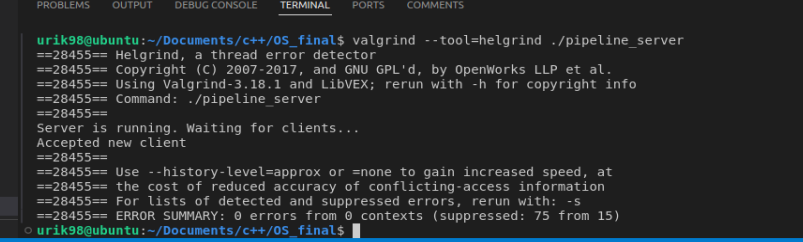 PROBLEMS OUTPUT DEBUG CONSOLE TERMINAL PORTS COMMENTS
urik98@ubuntu:~/Documents/c++/OS_final$ valgrind --tool=helgrind ./pipeline_server
==28455== Helgrind, a thread error detector
==28455== Copyright (C) 2007-2017, and GNU GPL'd, by OpenWorks LLP et al.
==28455== Using Valgrind-3.18.1 and LibVEX; rerun with -h for copyright info
==28455== Command: ./pipeline_server
==28455==
Server is running. Waiting for clients...
Accepted new client
==28455==
==28455== Use --history-level=approx or =none to gain increased speed, at
==28455== the cost of reduced accuracy of conflicting-access information
==28455== For lists of detected and suppressed errors, rerun with: -s
==28455== ERROR SUMMARY: 0 errors from 0 contexts (suppressed: 75 from 15)
urik98@ubuntu:~/Documents/c++/OS_final$